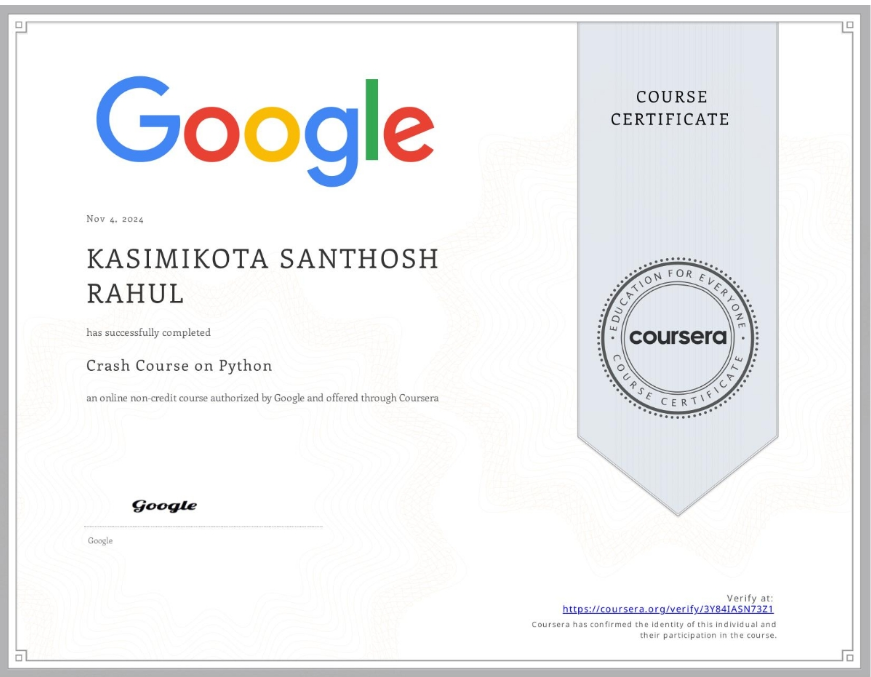 Google
COURSE
CERTIFICATE
Nov 4, 2024
KASIMIKOTA SANTHOSH
RAHUL
has successfully completed
Crash Course on Python
an online non-credit course authorized by Google and offered through Coursera
EDUCATION FOR EVERYONE
coursera
COURSE CERTIFICATE
Google
Google
Verify at:
https://coursera.org/verify/3Y84IASN73Z1
Coursera has confirmed the identity of this individual and
their participation in the course.